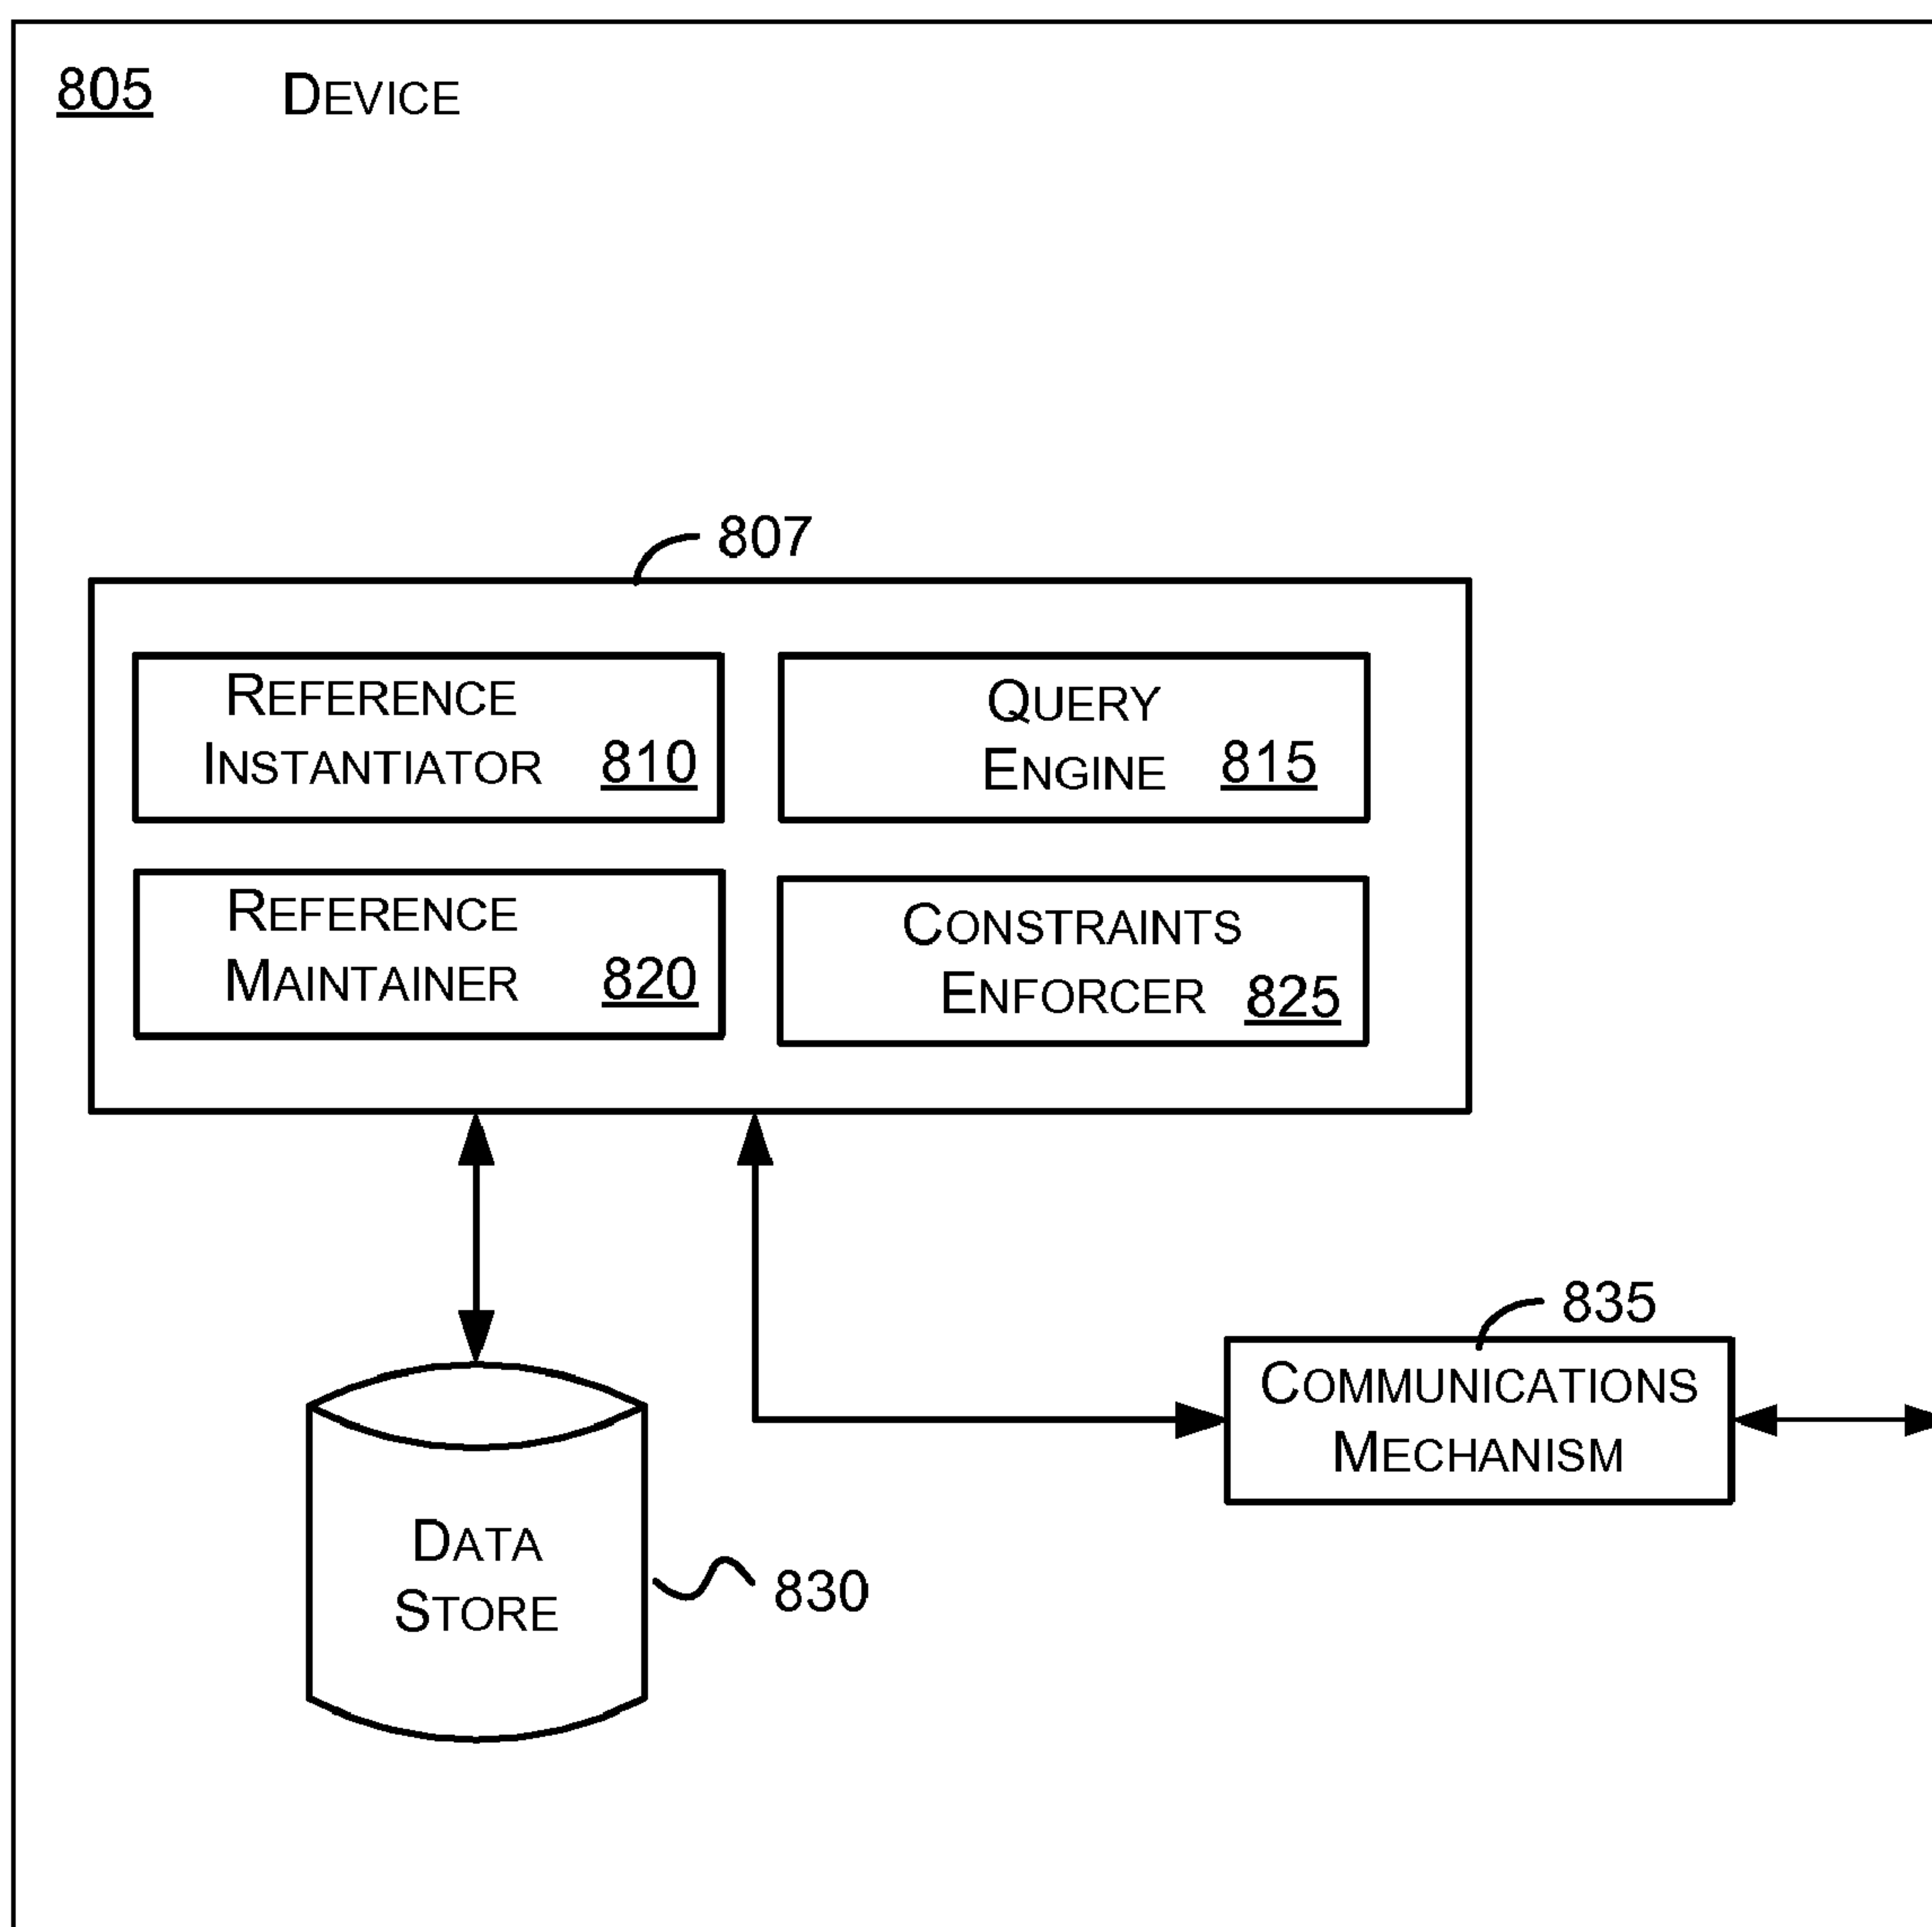 805 DEVICE
807
REFERENCE
INSTANTIATOR 810
QUERY
ENGINE 815
REFERENCE
MAINTAINER 820
CONSTRAINTS
ENFORCER 825
835
COMMUNICATIONS
MECHANISM
DATA
STORE
830